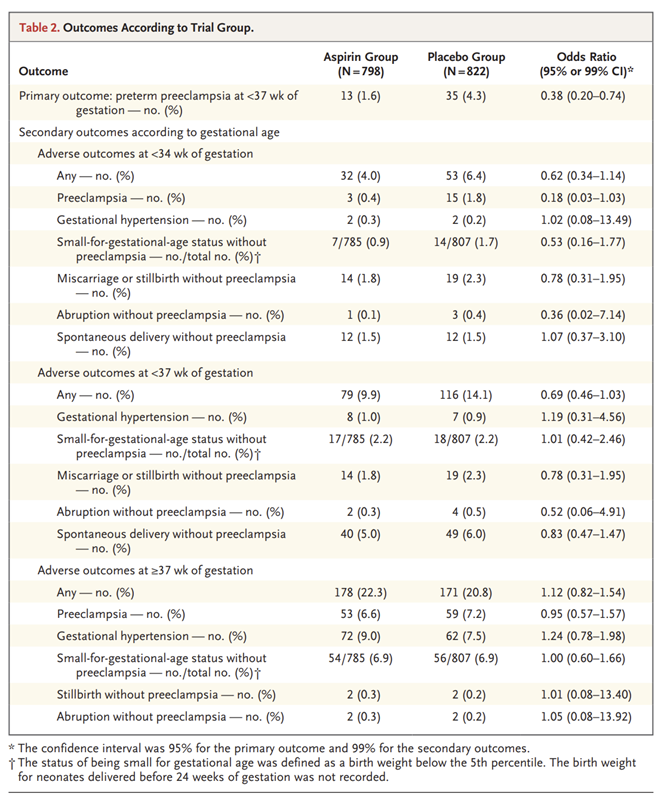 Table 2. Outcomes According to Trial Group.
Outcome Aspirin Group (N=798) Placebo Group (N=822) Odds Ratio (95% or 99% CI)*
Primary outcome: preterm preeclampsia at <37 wk of gestation — no. (%) 13 (1.6) 35 (4.3) 0.38 (0.20–0.74)
Secondary outcomes according to gestational age
Adverse outcomes at <34 wk of gestation
Any — no. (%) 32 (4.0) 53 (6.4) 0.62 (0.34–1.14)
Preeclampsia — no. (%) 3 (0.4) 15 (1.8) 0.18 (0.03–1.03)
Gestational hypertension — no. (%) 2 (0.3) 2 (0.2) 1.02 (0.08–13.49)
Small-for-gestational-age status without preeclampsia — no./total no. (%)† 7/785 (0.9) 14/807 (1.7) 0.53 (0.16–1.77)
Miscarriage or stillbirth without preeclampsia — no. (%) 14 (1.8) 19 (2.3) 0.78 (0.31–1.95)
Abruption without preeclampsia — no. (%) 1 (0.1) 3 (0.4) 0.36 (0.02–7.14)
Spontaneous delivery without preeclampsia — no. (%) 12 (1.5) 12 (1.5) 1.07 (0.37–3.10)
Adverse outcomes at <37 wk of gestation
Any — no. (%) 79 (9.9) 116 (14.1) 0.69 (0.46–1.03)
Gestational hypertension — no. (%) 8 (1.0) 7 (0.9) 1.19 (0.31–4.56)
Small-for-gestational-age status without preeclampsia — no./total no. (%)† 17/785 (2.2) 18/807 (2.2) 1.01 (0.42–2.46)
Miscarriage or stillbirth without preeclampsia — no. (%) 14 (1.8) 19 (2.3) 0.78 (0.31–1.95)
Abruption without preeclampsia — no. (%) 2 (0.3) 4 (0.5) 0.52 (0.06–4.91)
Spontaneous delivery without preeclampsia — no. (%) 40 (5.0) 49 (6.0) 0.83 (0.47–1.47)
Adverse outcomes at ≥37 wk of gestation
Any — no. (%) 178 (22.3) 171 (20.8) 1.12 (0.82–1.54)
Preeclampsia — no. (%) 53 (6.6) 59 (7.2) 0.95 (0.57–1.57)
Gestational hypertension — no. (%) 72 (9.0) 62 (7.5) 1.24 (0.78–1.98)
Small-for-gestational-age status without preeclampsia — no./total no. (%)† 54/785 (6.9) 56/807 (6.9) 1.00 (0.60–1.66)
Stillbirth without preeclampsia — no. (%) 2 (0.3) 2 (0.2) 1.01 (0.08–13.40)
Abruption without preeclampsia — no. (%) 2 (0.3) 2 (0.2) 1.05 (0.08–13.92)
* The confidence interval was 95% for the primary outcome and 99% for the secondary outcomes.
† The status of being small for gestational age was defined as a birth weight below the 5th percentile. The birth weight
for neonates delivered before 24 weeks of gestation was not recorded.